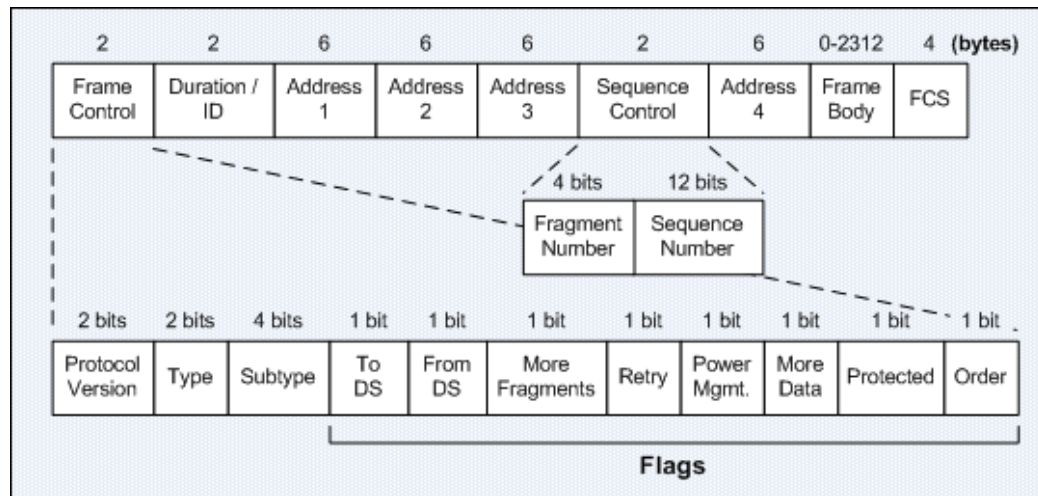 2 2 6 6 6 2 6 0-2312 4 (bytes)
Frame Duration / Address Address Address Sequence Address Frame FCS
Control ID 1 2 3 Control 4 Body
4 bits 12 bits
Fragment Sequence
Number Number
2 bits 2 bits 4 bits 1 bit 1 bit 1 bit 1 bit 1 bit 1 bit 1 bit 1 bit
Protocol Type Subtype To From More Retry Power More Protected Order
Version DS DS Fragments Mgmt. Data
Flags